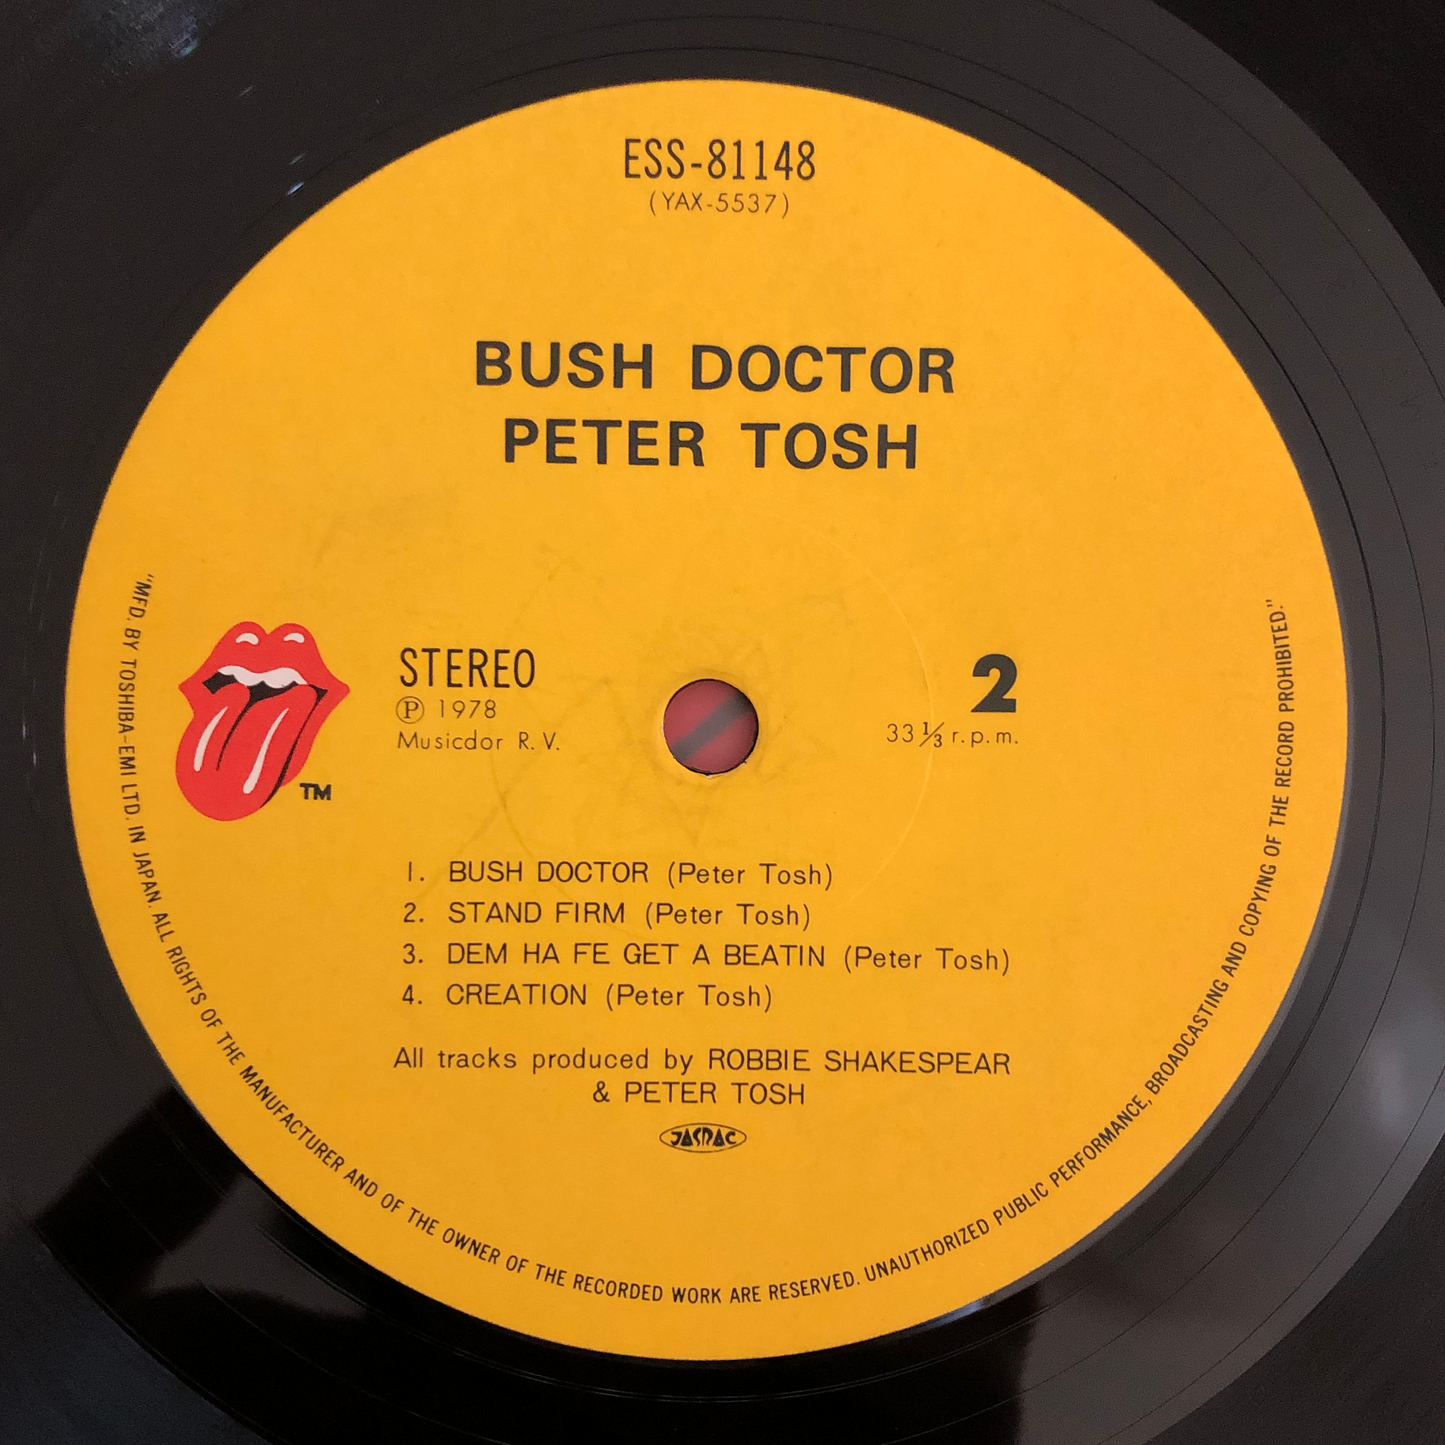 ESS-81148
(YAX-5537)
BUSH DOCTOR
PETER TOSH
STEREO
Ⓟ 1978
Musicdor R. V.
2
33 ⅓ r.p.m.
TM
1. BUSH DOCTOR (Peter Tosh)
2. STAND FIRM (Peter Tosh)
3. DEM HA FE GET A BEATIN (Peter Tosh)
4. CREATION (Peter Tosh)
All tracks produced by ROBBIE SHAKESPEAR
& PETER TOSH
JASRAC
"MFD. BY TOSHIBA-EMI LTD. IN JAPAN. ALL RIGHTS OF THE MANUFACTURER AND OF THE OWNER OF THE RECORDED WORK ARE RESERVED. UNAUTHORIZED PUBLIC PERFORMANCE, BROADCASTING AND COPYING OF THE RECORD PROHIBITED."